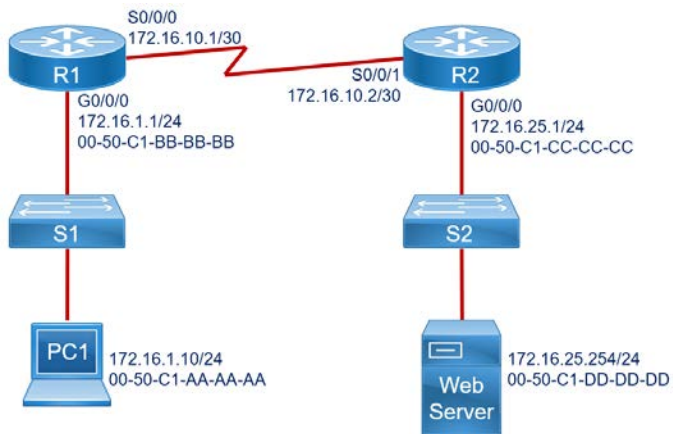 S0/0/0
172.16.10.1/30
R1
S0/0/1
172.16.10.2/30
R2
G0/0/0
172.16.1.1/24
00-50-C1-BB-BB-BB
G0/0/0
172.16.25.1/24
00-50-C1-CC-CC-CC
S1
S2
PC1
172.16.1.10/24
00-50-C1-AA-AA-AA
Web
Server
172.16.25.254/24
00-50-C1-DD-DD-DD